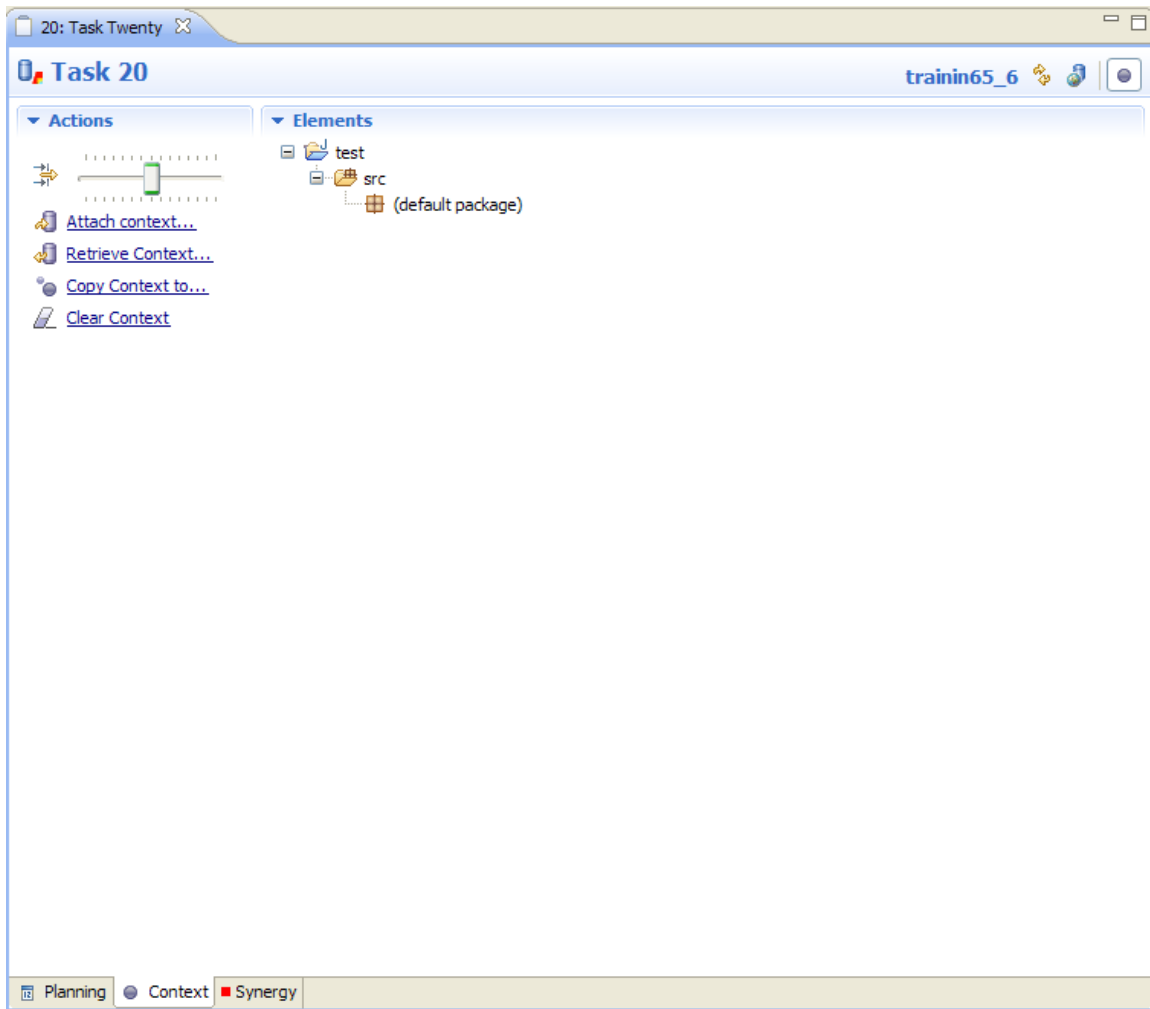 20: Task Twenty
Task 20
trainin65_6
Actions
Elements
test
src
(default package)
Attach context...
Retrieve Context...
Copy Context to...
Clear Context
Planning Context Synergy